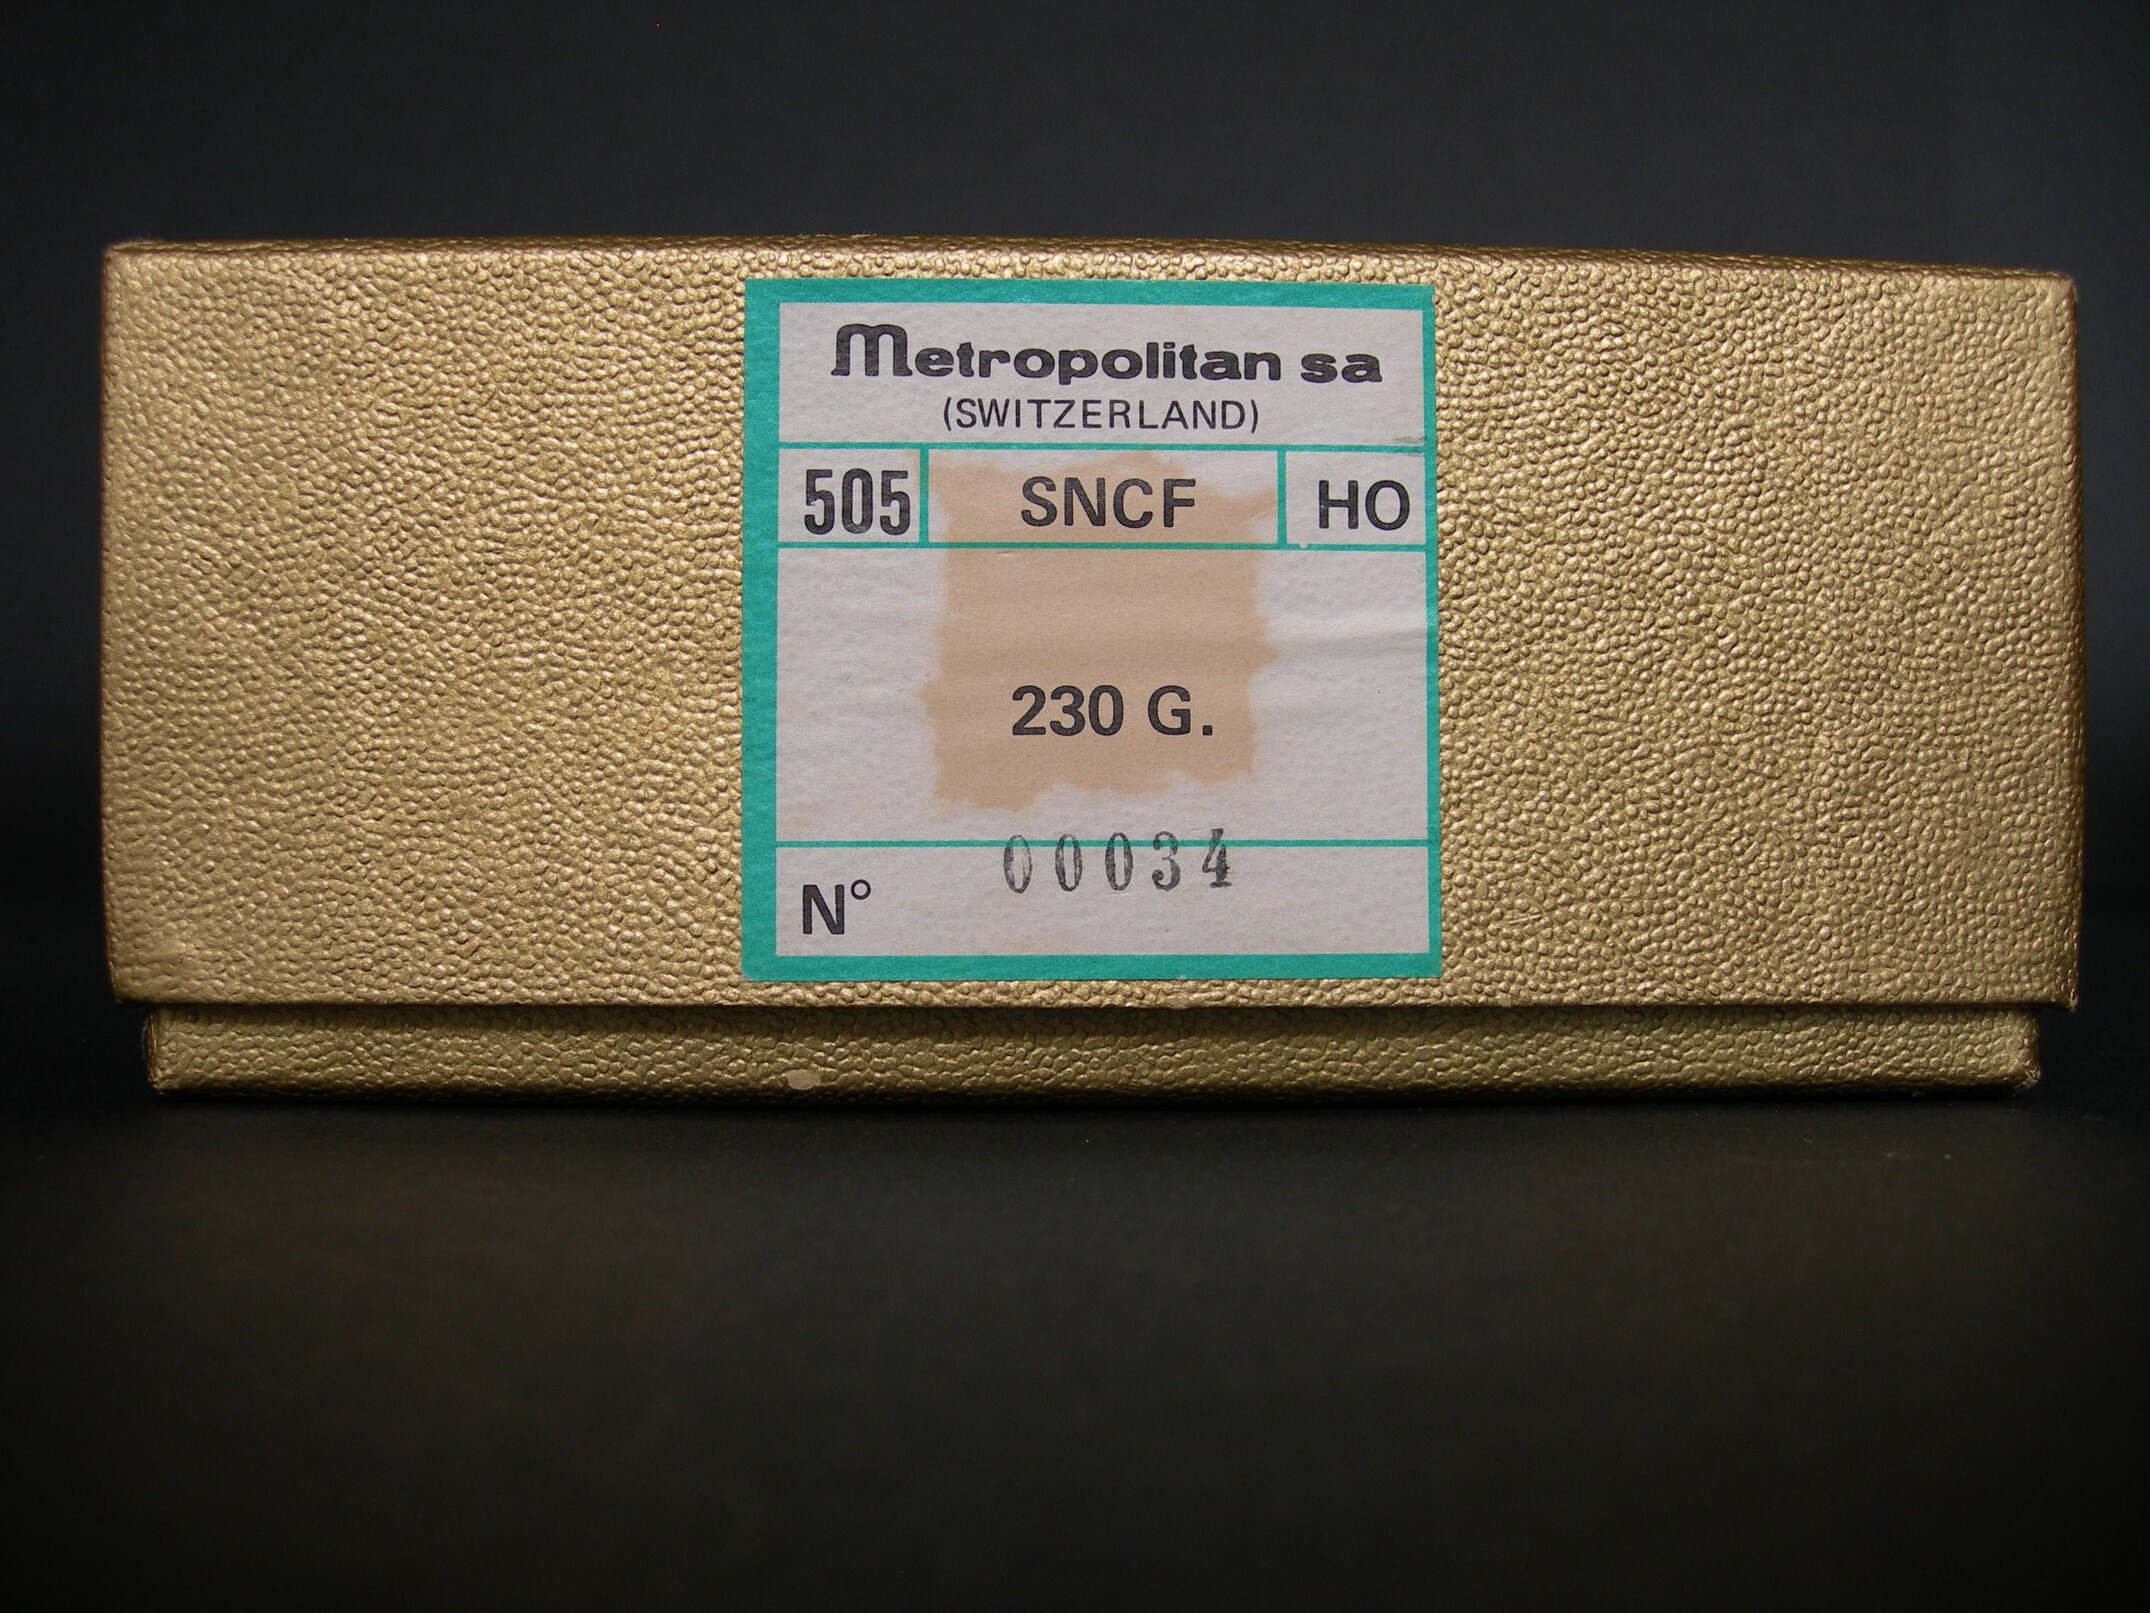 Metropolitan sa
(SWITZERLAND)
505 SNCF HO
230 G.
00034
N°